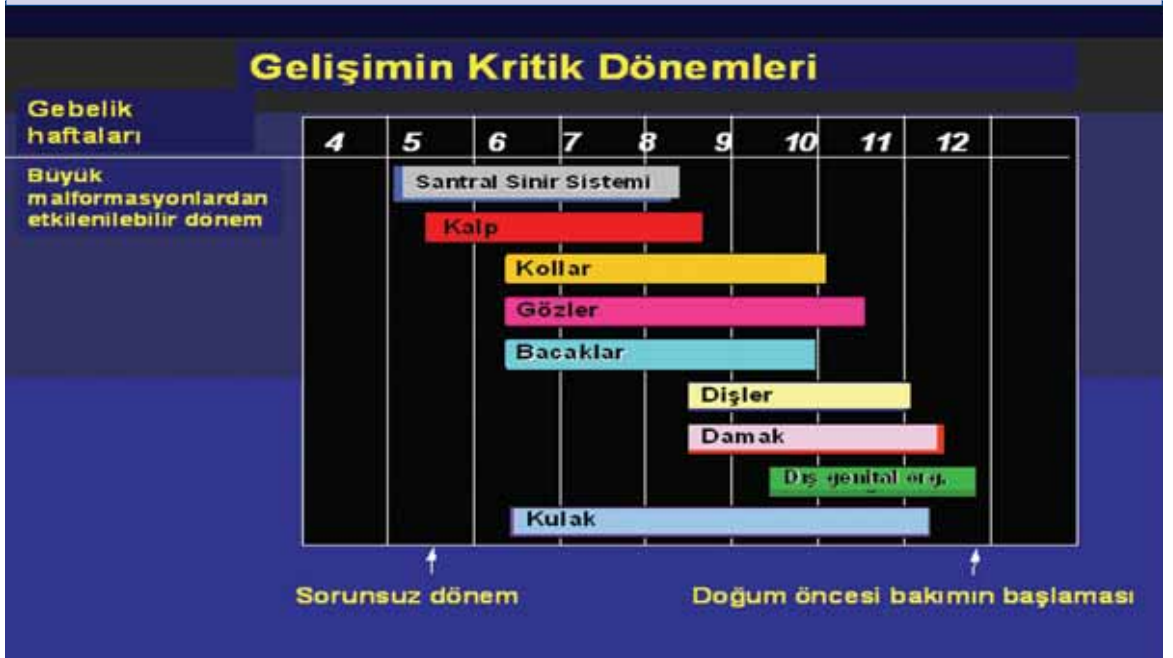 Gelişimin Kritik Dönemleri
Gebelik
haftaları
4 5 6 7 8 9 10 11 12
Büyük
malformasyonlardan
etkilenilebilir dönem
Santral Sinir Sistemi
Kalp
Kollar
Gözler
Bacaklar
Dişler
Damak
Dış genital org.
Kulak
Sorunsuz dönem
Doğum öncesi bakımın başlaması